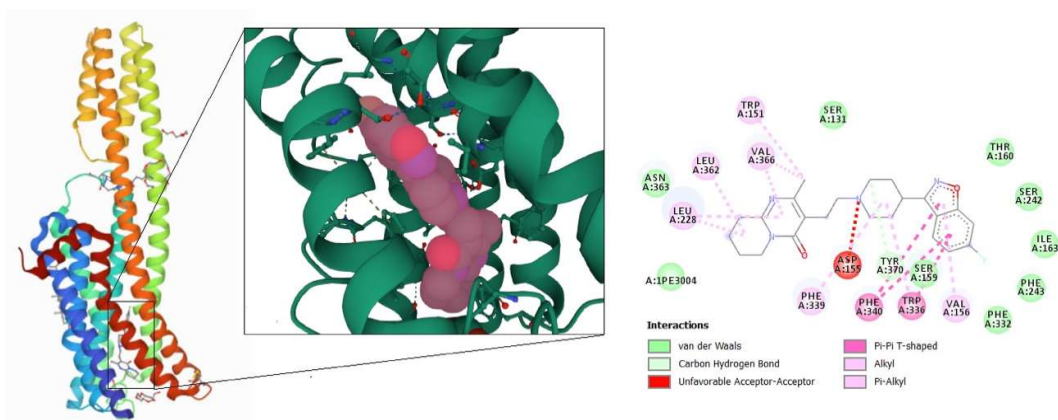 TRP
A:151
SER
A:131
THR
A:160
LEU
A:362
VAL
A:366
ASN
A:363
SER
A:242
LEU
A:228
ILE
A:163
ASP
A:155
TYR
A:370
SER
A:159
A:1PE3004
PHE
A:243
PHE
A:339
PHE
A:340
TRP
A:336
VAL
A:156
PHE
A:332
N
N
O
N
N
O
F
Interactions
van der Waals
Carbon Hydrogen Bond
Unfavorable Acceptor-Acceptor
Pi-Pi T-shaped
Alkyl
Pi-Alkyl